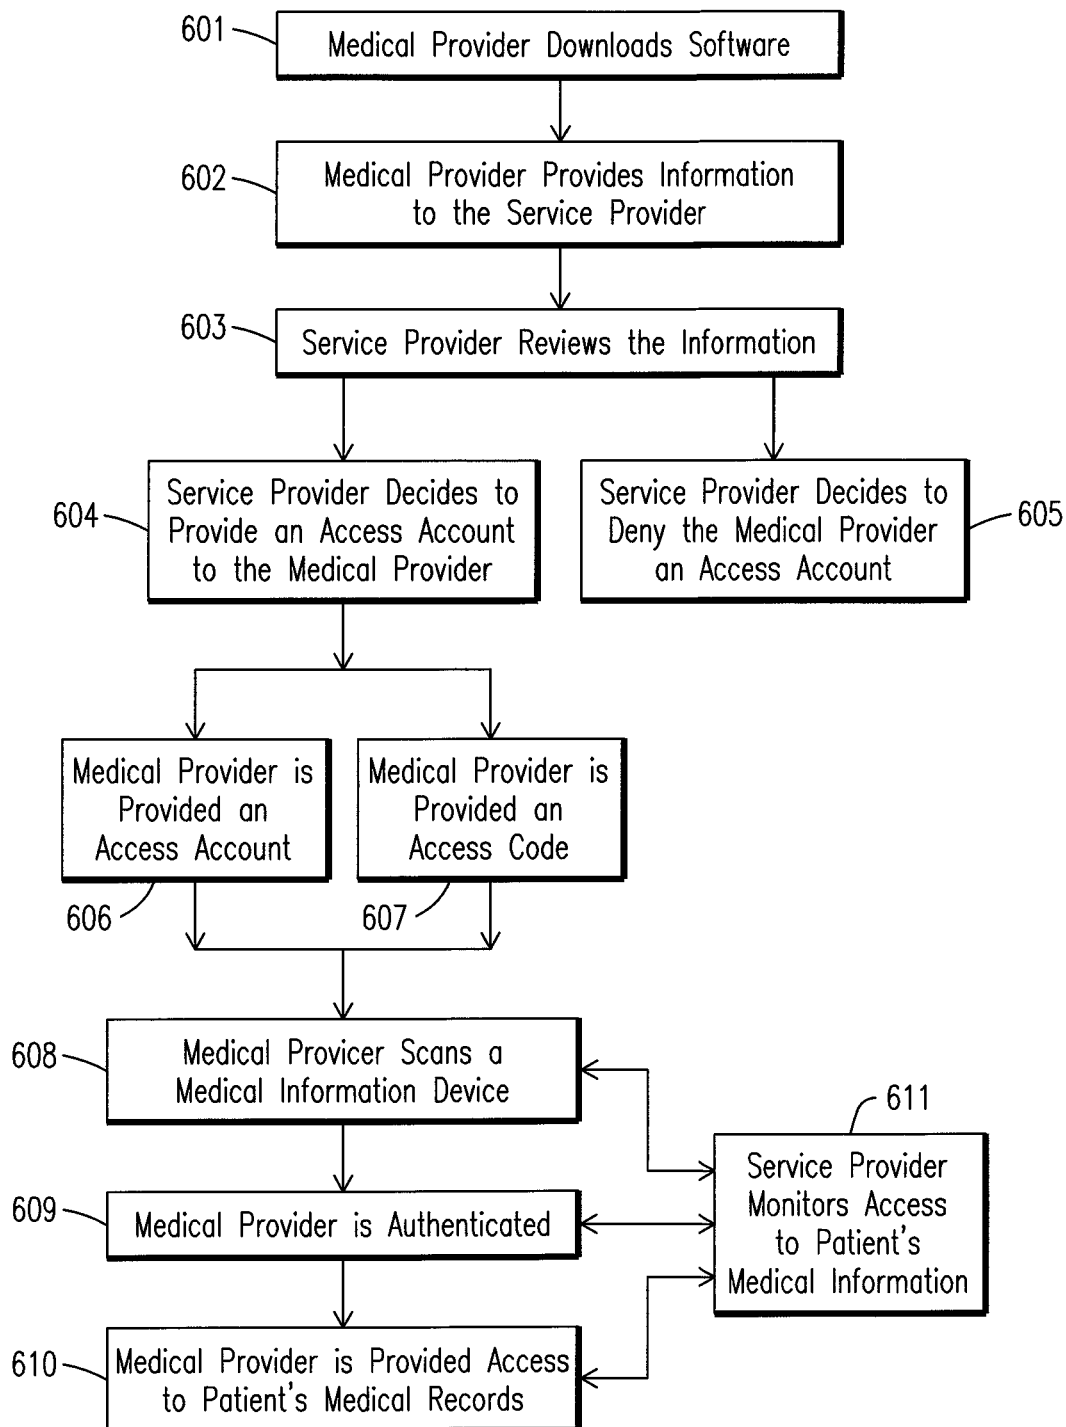 601
Medical Provider Downloads Software
602
Medical Provider Provides Information
to the Service Provider
603
Service Provider Reviews the Information
604
Service Provider Decides to
Provide an Access Account
to the Medical Provider
Service Provider Decides to
Deny the Medical Provider
an Access Account
605
Medical Provider is
Provided an
Access Account
606
Medical Provider is
Provided an
Access Code
607
608
Medical Provicer Scans a
Medical Information Device
609
Medical Provider is Authenticated
610
Medical Provider is Provided Access
to Patient's Medical Records
611
Service Provider
Monitors Access
to Patient's
Medical Information